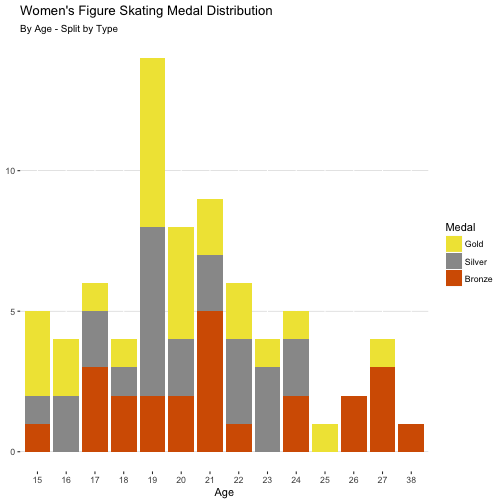 Women's Figure Skating Medal Distribution
By Age - Split by Type
10
5
0
15 16 17 18 19 20 21 22 23 24 25 26 27 38
Age
Medal
Gold
Silver
Bronze